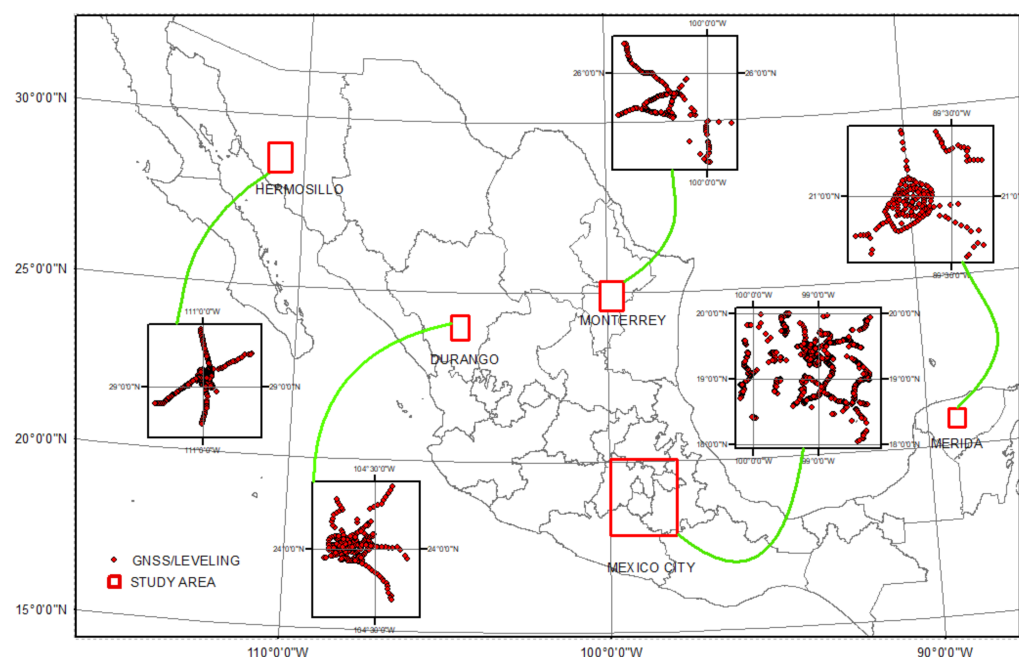 100°0'0"W
26°0'0"N
26°0'0"N
100°0'0"W
30°0'0"N
89°30'0"W
21°0'0"N
21°0'0"N
89°30'0"W
HERMOSILLO
25°0'0"N
MONTERREY
DURANGO
100°0'0"W 99°0'0"W
20°0'0"N 20°0'0"N
19°0'0"N 19°0'0"N
18°0'0"N 18°0'0"N
100°0'0"W 99°0'0"W
111°0'0"W
29°0'0"N 29°0'0"N
111°0'0"W
20°0'0"N
MERIDA
104°30'0"W
24°0'0"N 24°0'0"N
104°30'0"W
GNSS/LEVELING
STUDY AREA
MEXICO CITY
15°0'0"N
110°0'0"W 100°0'0"W 90°0'0"W